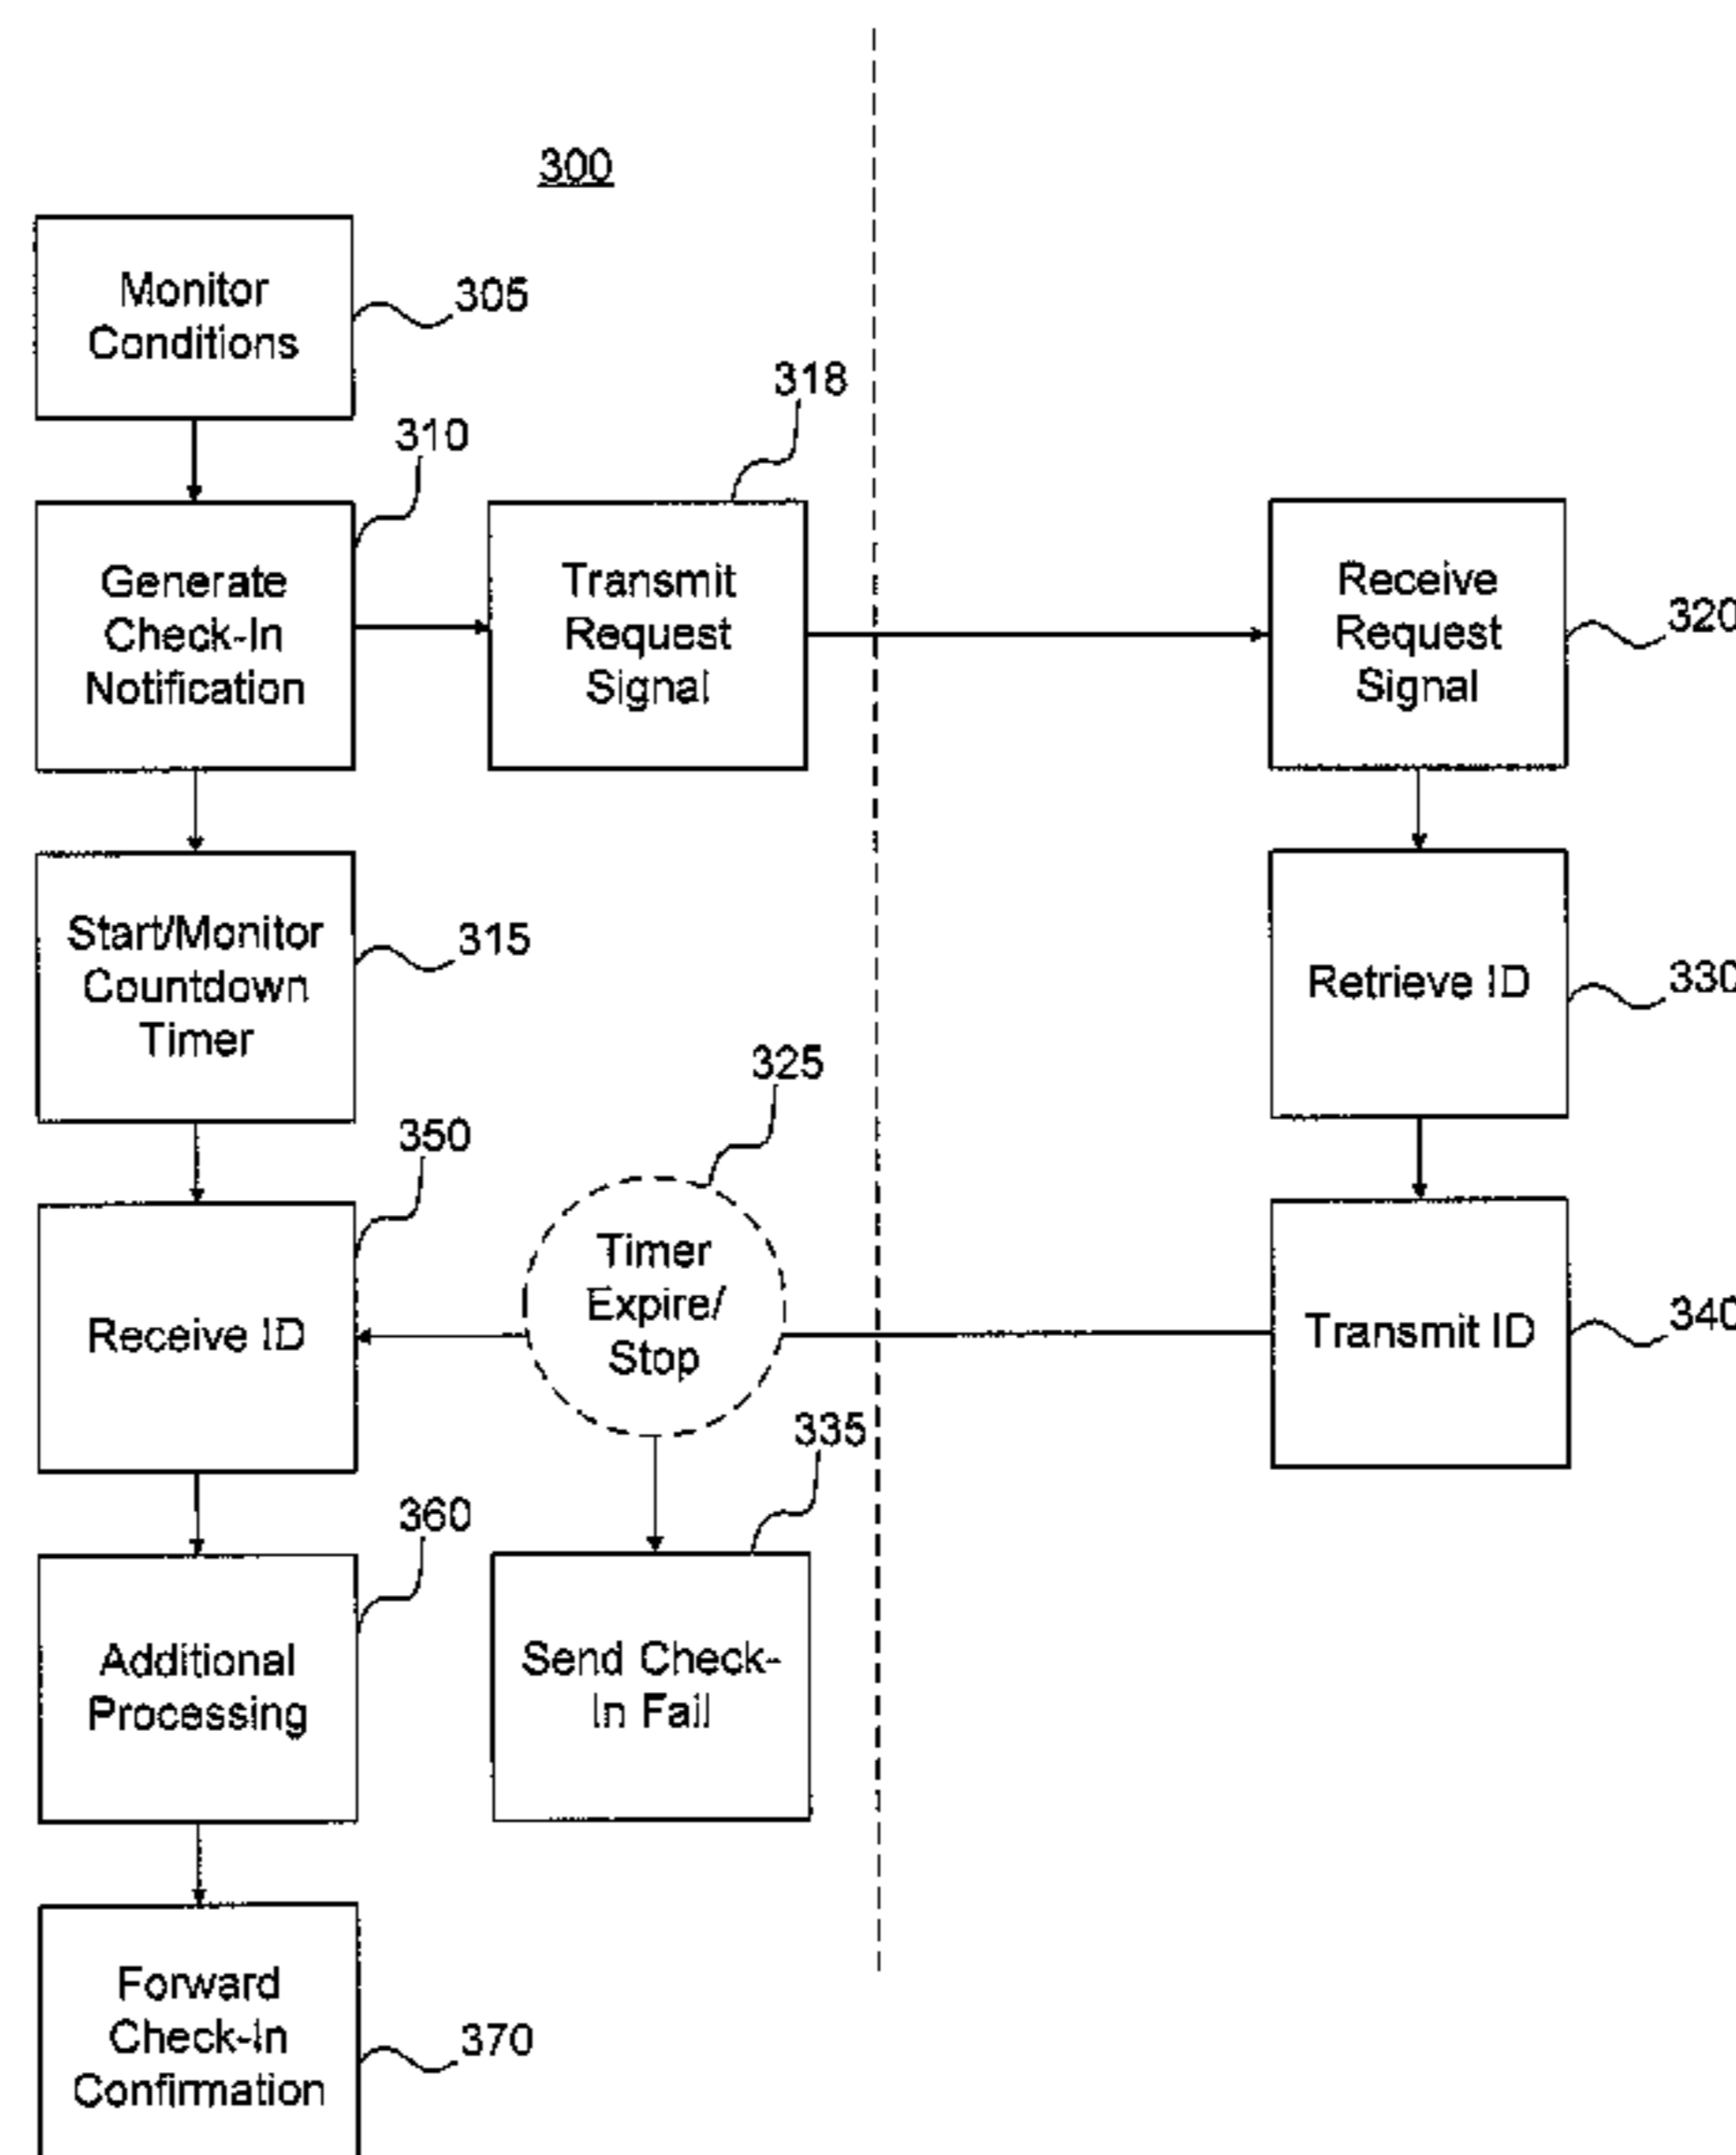 300
Monitor
Conditions
305
310
318
Generate
Check-In
Notification
Transmit
Request
Signal
Receive
Request
Signal
320
Start/Monitor
Countdown
Timer
315
Retrieve ID
330
325
350
Receive ID
Timer
Expire/
Stop
Transmit ID
340
335
360
Additional
Processing
Send Check-
In Fail
Forward
Check-In
Confirmation
370